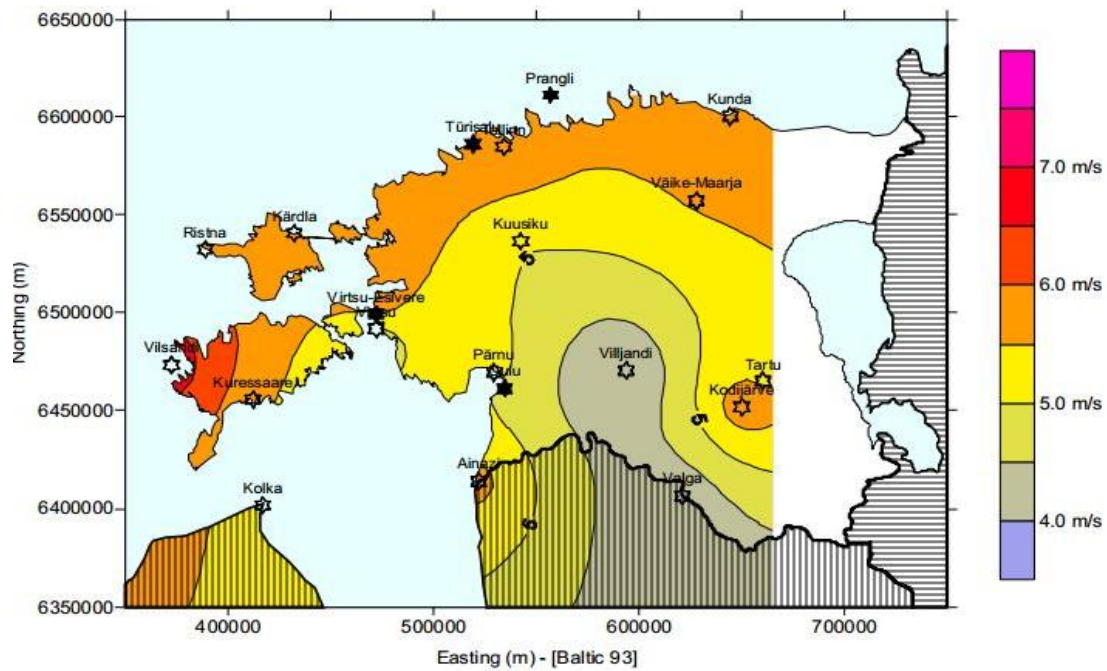 6650000
Prangli
6600000
Kunda
Türisalu
Tallinn
7.0 m/s
6550000
Väike-Maarja
Kärdla
Kuusiku
Ristna
5
6.0 m/s
6500000
Virtsu-Esivere
Virtsu
Northing (m)
Vilsandi
Pärnu
Villjandi
Tartu
Kuressaare
Kodijärve
6450000
5
5.0 m/s
Ainazi
Kolka
Valga
6400000
4.0 m/s
6350000
400000 500000 600000 700000
Easting (m) - [Baltic 93]